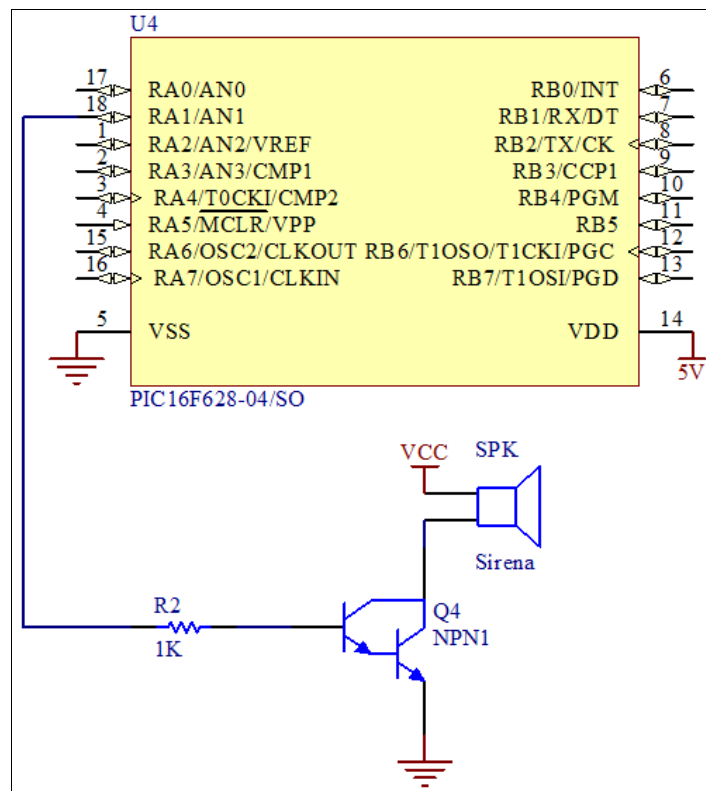 U4
17 RA0/AN0 RB0/INT 6
18 RA1/AN1 RB1/RX/DT 7
1 RA2/AN2/VREF RB2/TX/CK 8
2 RA3/AN3/CMP1 RB3/CCP1 9
3 RA4/T0CKI/CMP2 RB4/PGM 10
4 RA5/MCLR/VPP RB5 11
15 RA6/OSC2/CLKOUT RB6/T1OSO/T1CKI/PGC 12
16 RA7/OSC1/CLKIN RB7/T1OSI/PGD 13
5 VSS VDD 14
5V
PIC16F628-04/SO
VCC SPK
Sirena
R2 Q4
1K NPN1